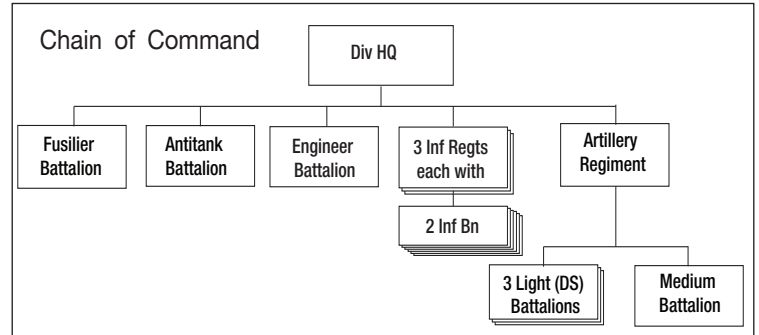 Chain of Command
Div HQ
Fusilier
Battalion
Antitank
Battalion
Engineer
Battalion
3 Inf Regts
each with
Artillery
Regiment
2 Inf Bn
3 Light (DS)
Battalions
Medium
Battalion